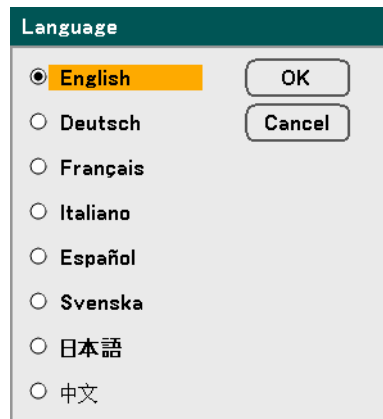 Language
English OK
Deutsch Cancel
Français
Italiano
Español
Svenska
日本語
中文